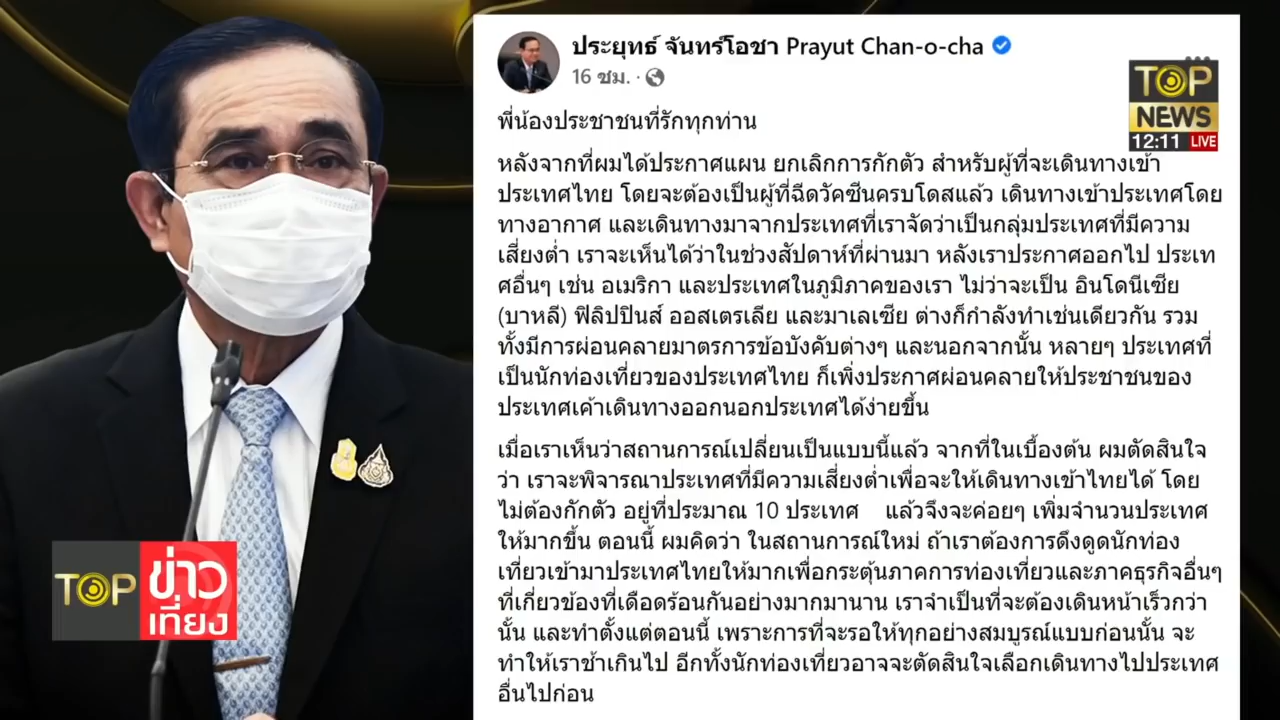 ประยุทธ์ จันทร์โอชา Prayut Chan-o-cha
16 ชม.
TOP
NEWS
12:11 LIVE
พี่น้องประชาชนที่รักทุกท่าน
หลังจากที่ผมได้ประกาศแผน ยกเลิกการกักตัว สำหรับผู้ที่จะเดินทางเข้า
ประเทศไทย โดยจะต้องเป็นผู้ที่ฉีดวัคซีนครบโดสแล้ว เดินทางเข้าประเทศโดย
ทางอากาศ และเดินทางมาจากประเทศที่เราจัดว่าเป็นกลุ่มประเทศที่มีความ
เสี่ยงต่ำ เราจะเห็นได้ว่าในช่วงสัปดาห์ที่ผ่านมา หลังเราประกาศออกไป ประเท
ศอื่นๆ เช่น อเมริกา และประเทศในภูมิภาคของเรา ไม่ว่าจะเป็น อินโดนีเซีย
(บาหลี) ฟิลิปปินส์ ออสเตรเลีย และมาเลเซีย ต่างก็กำลังทำเช่นเดียวกัน รวม
ทั้งมีการผ่อนคลายมาตรการข้อบังคับต่างๆ และนอกจากนั้น หลายๆ ประเทศที่
เป็นนักท่องเที่ยวของประเทศไทย ก็เพิ่งประกาศผ่อนคลายให้ประชาชนของ
ประเทศเค้าเดินทางออกนอกประเทศได้ง่ายขึ้น
เมื่อเราเห็นว่าสถานการณ์เปลี่ยนเป็นแบบนี้แล้ว จากที่ในเบื้องต้น ผมตัดสินใจ
ว่า เราจะพิจารณาประเทศที่มีความเสี่ยงต่ำเพื่อจะให้เดินทางเข้าไทยได้ โดย
ไม่ต้องกักตัว อยู่ที่ประมาณ 10 ประเทศ แล้วจึงจะค่อยๆ เพิ่มจำนวนประเทศ
ให้มากขึ้น ตอนนี้ ผมคิดว่า ในสถานการณ์ใหม่ ถ้าเราต้องการดึงดูดนักท่อง
เที่ยวเข้ามาประเทศไทยให้มากเพื่อกระตุ้นภาคการท่องเที่ยวและภาคธุรกิจอื่นๆ
ที่เกี่ยวข้องที่เดือดร้อนกันอย่างมากมานาน เราจำเป็นที่จะต้องเดินหน้าเร็วกว่า
นั้น และทำตั้งแต่ตอนนี้ เพราะการที่จะรอให้ทุกอย่างสมบูรณ์แบบก่อนนั้น จะ
ทำให้เราช้าเกินไป อีกทั้งนักท่องเที่ยวอาจจะตัดสินใจเลือกเดินทางไปประเทศ
อื่นไปก่อน
TOP ข่าว
เที่ยง